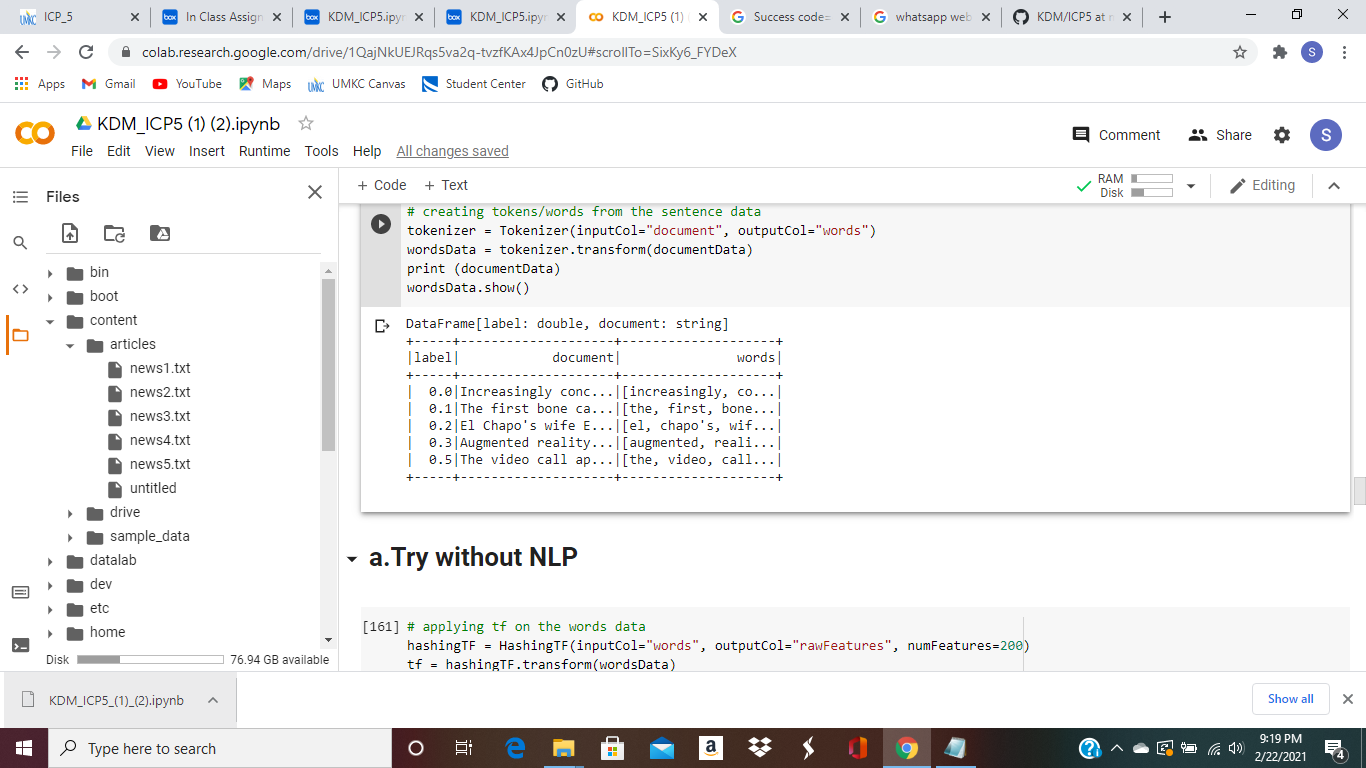 ICP_5
In Class Assign
KDM_ICP5.ipyn
KDM_ICP5.ipyn
KDM_ICP5 (1) (
Success code=
whatsapp web
KDM/ICP5 at m
colab.research.google.com/drive/1QajNkUEJRqs5va2q-tvzfKAx4JpCn0zU#scrollTo=SixKy6_FYDeX
S
Apps
Gmail
YouTube
Maps
UMKC Canvas
Student Center
GitHub
KDM_ICP5 (1) (2).ipynb
File Edit View Insert Runtime Tools Help All changes saved
Comment
Share
S
Files
+ Code + Text
RAM
Disk
Editing
bin
boot
content
articles
news1.txt
news2.txt
news3.txt
news4.txt
news5.txt
untitled
drive
sample_data
datalab
dev
etc
home
Disk 76.94 GB available
# creating tokens/words from the sentence data
tokenizer = Tokenizer(inputCol="document", outputCol="words")
wordsData = tokenizer.transform(documentData)
print (documentData)
wordsData.show()
DataFrame[label: double, document: string]
+-----+--------------------+--------------------+
|label|            document|               words|
+-----+--------------------+--------------------+
|  0.0|Increasingly conc...|[increasingly, co...|
|  0.1|The first bone ca...|[the, first, bone...|
|  0.2|El Chapo's wife E...|[el, chapo's, wif...|
|  0.3|Augmented reality...|[augmented, reali...|
|  0.5|The video call ap...|[the, video, call...|
+-----+--------------------+--------------------+
a.Try without NLP
[161] # applying tf on the words data
hashingTF = HashingTF(inputCol="words", outputCol="rawFeatures", numFeatures=200)
tf = hashingTF.transform(wordsData)
KDM_ICP5_(1)_(2).ipynb
Show all
Type here to search
9:19 PM
2/22/2021
4